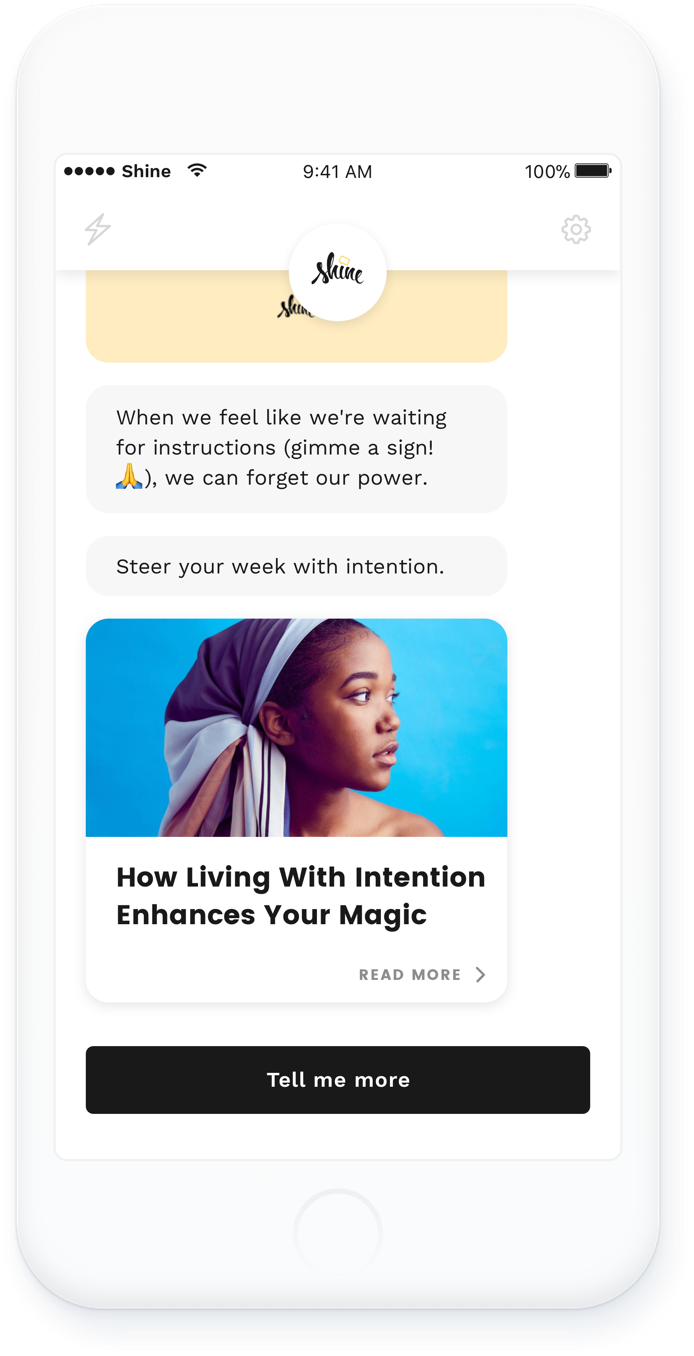 Shine
9:41 AM
100%
shine
shine
When we feel like we're waiting
for instructions (gimme a sign!
🙏), we can forget our power.
Steer your week with intention.
How Living With Intention
Enhances Your Magic
READ MORE
Tell me more